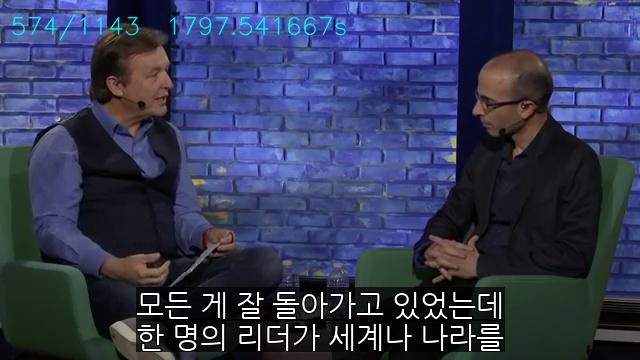 574/1143 1797.541667s
모든 게 잘 돌아가고 있었는데
한 명의 리더가 세계나 나라를